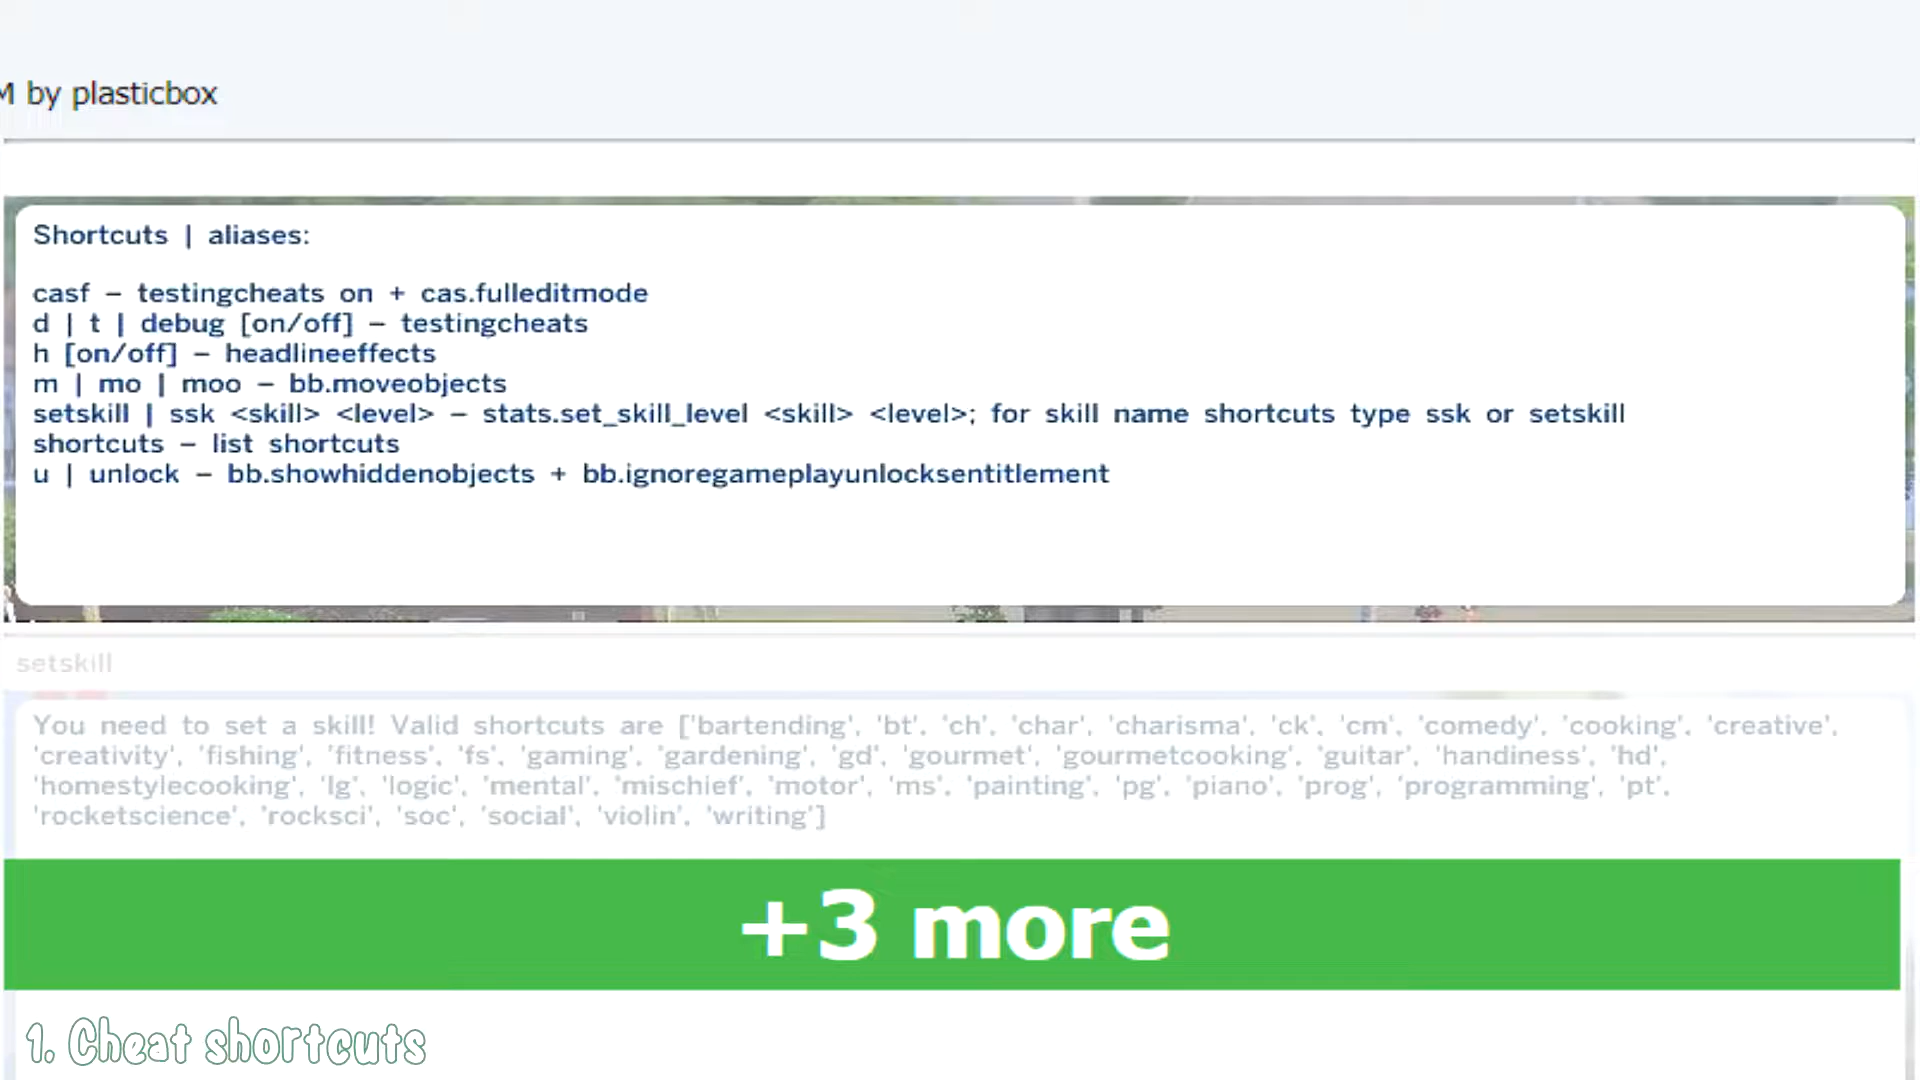 M by plasticbox
Shortcuts | aliases:
casf – testingcheats on + cas.fulleditmode
d | t | debug [on/off] – testingcheats
h [on/off] – headlineeffects
m | mo | moo – bb.moveobjects
setskill | ssk <skill> <level> – stats.set_skill_level <skill> <level>; for skill name shortcuts type ssk or setskill
shortcuts – list shortcuts
u | unlock – bb.showhiddenobjects + bb.ignoregameplayunlocksentitlement
setskill
You need to set a skill! Valid shortcuts are ['bartending', 'bt', 'ch', 'char', 'charisma', 'ck', 'cm', 'comedy', 'cooking', 'creative',
'creativity', 'fishing', 'fitness', 'fs', 'gaming', 'gardening', 'gd', 'gourmet', 'gourmetcooking', 'guitar', 'handiness', 'hd',
'homestylecooking', 'lg', 'logic', 'mental', 'mischief', 'motor', 'ms', 'painting', 'pg', 'piano', 'prog', 'programming', 'pt',
'rocketscience', 'rocksci', 'soc', 'social', 'violin', 'writing']
+3 more
1. Cheat shortcuts